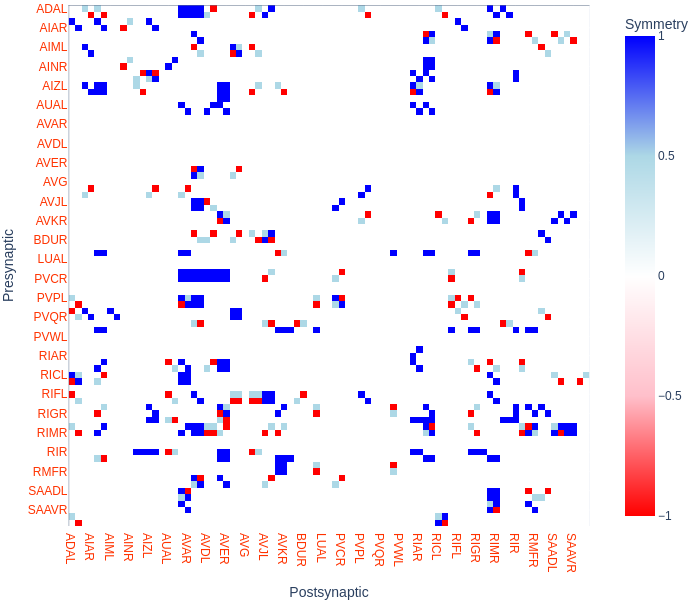 Symmetry
1
0.5
0
−0.5
−1
Presynaptic
ADAL
AIAR
AIML
AINR
AIZL
AUAL
AVAR
AVDL
AVER
AVG
AVJL
AVKR
BDUR
LUAL
PVCR
PVPL
PVQR
PVWL
RIAR
RICL
RIFL
RIGR
RIMR
RIR
RMFR
SAADL
SAAVR
ADAL
AIAR
AIML
AINR
AIZL
AUAL
AVAR
AVDL
AVER
AVG
AVJL
AVKR
BDUR
LUAL
PVCR
PVPL
PVQR
PVWL
RIAR
RICL
RIFL
RIGR
RIMR
RIR
RMFR
SAADL
SAAVR
Postsynaptic